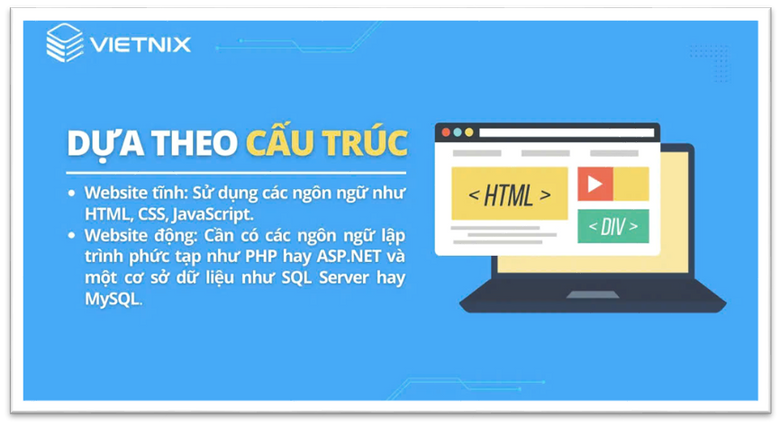 VIETNIX
DỰA THEO CẤU TRÚC
• Website tĩnh: Sử dụng các ngôn ngữ như
HTML, CSS, JavaScript.
• Website động: Cần có các ngôn ngữ lập
trình phức tạp như PHP hay ASP.NET và
một cơ sở dữ liệu như SQL Server hay
MySQL.
< HTML >
< DIV >